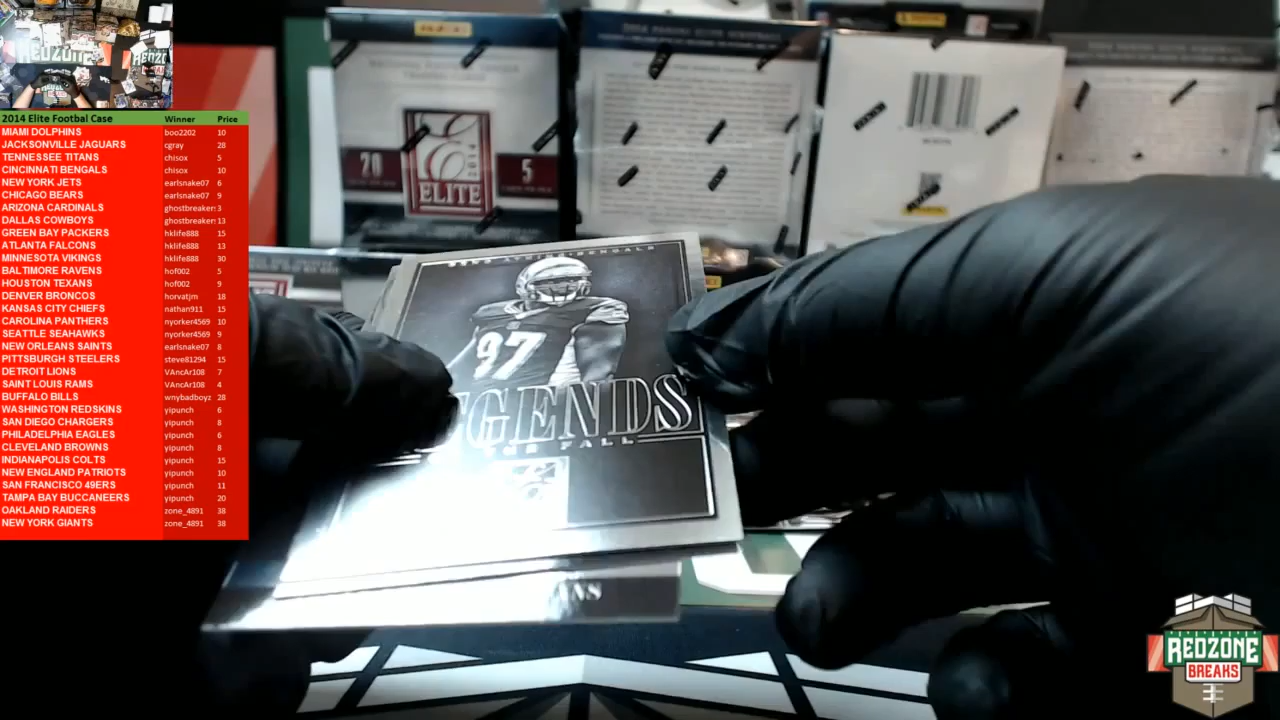 REDZONE
REDZONE
2014 Elite Footbal Case Winner Price
MIAMI DOLPHINS boo2202 10
JACKSONVILLE JAGUARS cgray 28
TENNESSEE TITANS chisox 5
CINCINNATI BENGALS chisox 10
NEW YORK JETS earlsnake07 6
CHICAGO BEARS earlsnake07 9
ARIZONA CARDINALS ghostbreaker 3
DALLAS COWBOYS ghostbreaker 13
GREEN BAY PACKERS hklife888 15
ATLANTA FALCONS hklife888 13
MINNESOTA VIKINGS hklife888 30
BALTIMORE RAVENS hof002 5
HOUSTON TEXANS hof002 9
DENVER BRONCOS horvatjm 18
KANSAS CITY CHIEFS nathan911 15
CAROLINA PANTHERS nyorker4569 10
SEATTLE SEAHAWKS nyorker4569 9
NEW ORLEANS SAINTS earlsnake07 8
PITTSBURGH STEELERS steve81294 15
DETROIT LIONS VAncAr108 7
SAINT LOUIS RAMS VAncAr108 4
BUFFALO BILLS wnybadboyz 28
WASHINGTON REDSKINS yipunch 6
SAN DIEGO CHARGERS yipunch 8
PHILADELPHIA EAGLES yipunch 6
CLEVELAND BROWNS yipunch 8
INDIANAPOLIS COLTS yipunch 15
NEW ENGLAND PATRIOTS yipunch 10
SAN FRANCISCO 49ERS yipunch 11
TAMPA BAY BUCCANEERS yipunch 20
OAKLAND RAIDERS zone_4891 38
NEW YORK GIANTS zone_4891 38
20
E
2014
ELITE
5
BENGALS
97
GENDS
FALL
ANS
REDZONE
BREAKS